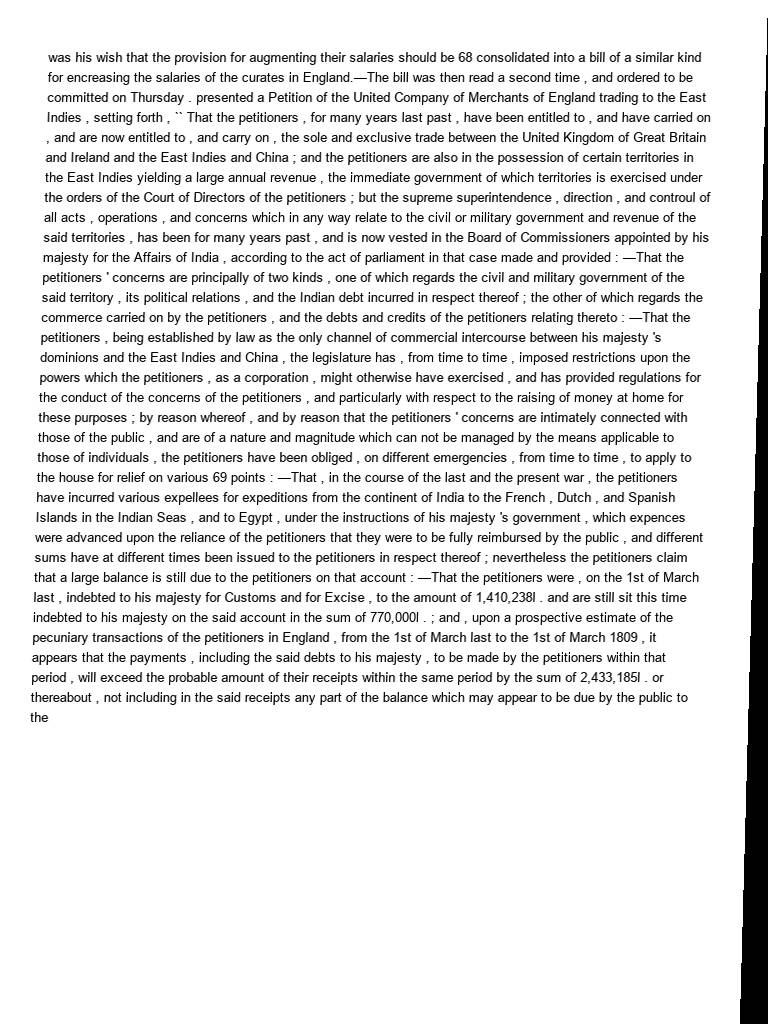 was his wish that the provision for augmenting their salaries should be 68 consolidated into a bill of a similar kind
for encreasing the salaries of the curates in England.—The bill was then read a second time , and ordered to be
committed on Thursday . presented a Petition of the United Company of Merchants of England trading to the East
Indies , setting forth , `` That the petitioners , for many years last past , have been entitled to , and have carried on
, and are now entitled to , and carry on , the sole and exclusive trade between the United Kingdom of Great Britain
and Ireland and the East Indies and China ; and the petitioners are also in the possession of certain territories in
the East Indies yielding a large annual revenue , the immediate government of which territories is exercised under
the orders of the Court of Directors of the petitioners ; but the supreme superintendence , direction , and controul of
all acts , operations , and concerns which in any way relate to the civil or military government and revenue of the
said territories , has been for many years past , and is now vested in the Board of Commissioners appointed by his
majesty for the Affairs of India , according to the act of parliament in that case made and provided : —That the
petitioners ' concerns are principally of two kinds , one of which regards the civil and military government of the
said territory , its political relations , and the Indian debt incurred in respect thereof ; the other of which regards the
commerce carried on by the petitioners , and the debts and credits of the petitioners relating thereto : —That the
petitioners , being established by law as the only channel of commercial intercourse between his majesty 's
dominions and the East Indies and China , the legislature has , from time to time , imposed restrictions upon the
powers which the petitioners , as a corporation , might otherwise have exercised , and has provided regulations for
the conduct of the concerns of the petitioners , and particularly with respect to the raising of money at home for
these purposes ; by reason whereof , and by reason that the petitioners ' concerns are intimately connected with
those of the public , and are of a nature and magnitude which can not be managed by the means applicable to
those of individuals , the petitioners have been obliged , on different emergencies , from time to time , to apply to
the house for relief on various 69 points : —That , in the course of the last and the present war , the petitioners
have incurred various expellees for expeditions from the continent of India to the French , Dutch , and Spanish
Islands in the Indian Seas , and to Egypt , under the instructions of his majesty 's government , which expences
were advanced upon the reliance of the petitioners that they were to be fully reimbursed by the public , and different
sums have at different times been issued to the petitioners in respect thereof ; nevertheless the petitioners claim
that a large balance is still due to the petitioners on that account : —That the petitioners were , on the 1st of March
last , indebted to his majesty for Customs and for Excise , to the amount of 1,410,238l . and are still sit this time
indebted to his majesty on the said account in the sum of 770,000l . ; and , upon a prospective estimate of the
pecuniary transactions of the petitioners in England , from the 1st of March last to the 1st of March 1809 , it
appears that the payments , including the said debts to his majesty , to be made by the petitioners within that
period , will exceed the probable amount of their receipts within the same period by the sum of 2,433,185l . or
thereabout , not including in the said receipts any part of the balance which may appear to be due by the public to
the